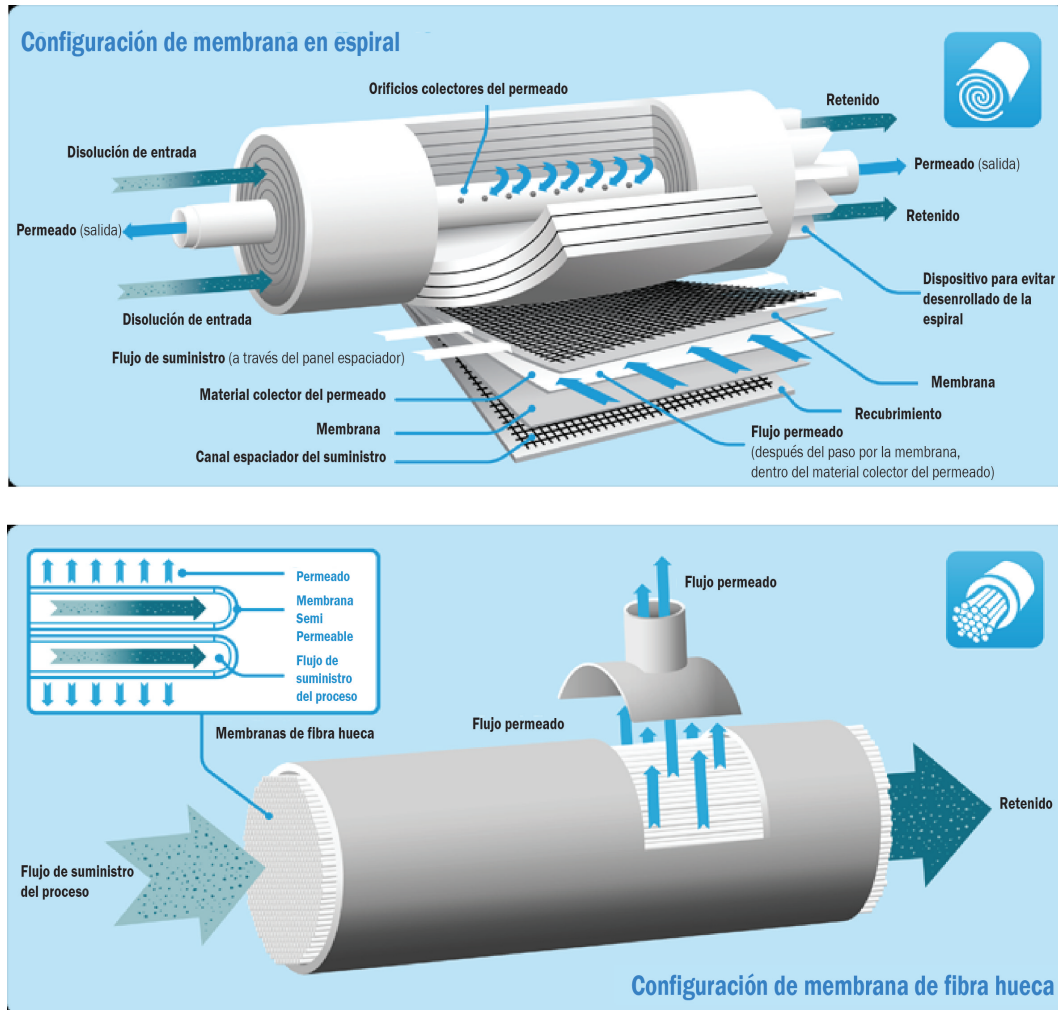 Configuración de membrana en espiral
Orificios colectores del permeado
Retenido
Disolución de entrada
Permeado (salida)
Permeado (salida)
Retenido
Dispositivo para evitar
desenrollado de la
espiral
Disolución de entrada
Flujo de suministro (a través del panel espaciador)
Membrana
Material colector del permeado
Recubrimiento
Membrana
Flujo permeado
(después del paso por la membrana,
dentro del material colector del permeado)
Canal espaciador del suministro
Permeado
Membrana
Semi
Permeable
Flujo de
suministro
del proceso
Flujo permeado
Flujo permeado
Membranas de fibra hueca
Retenido
Flujo de suministro
del proceso
Configuración de membrana de fibra hueca